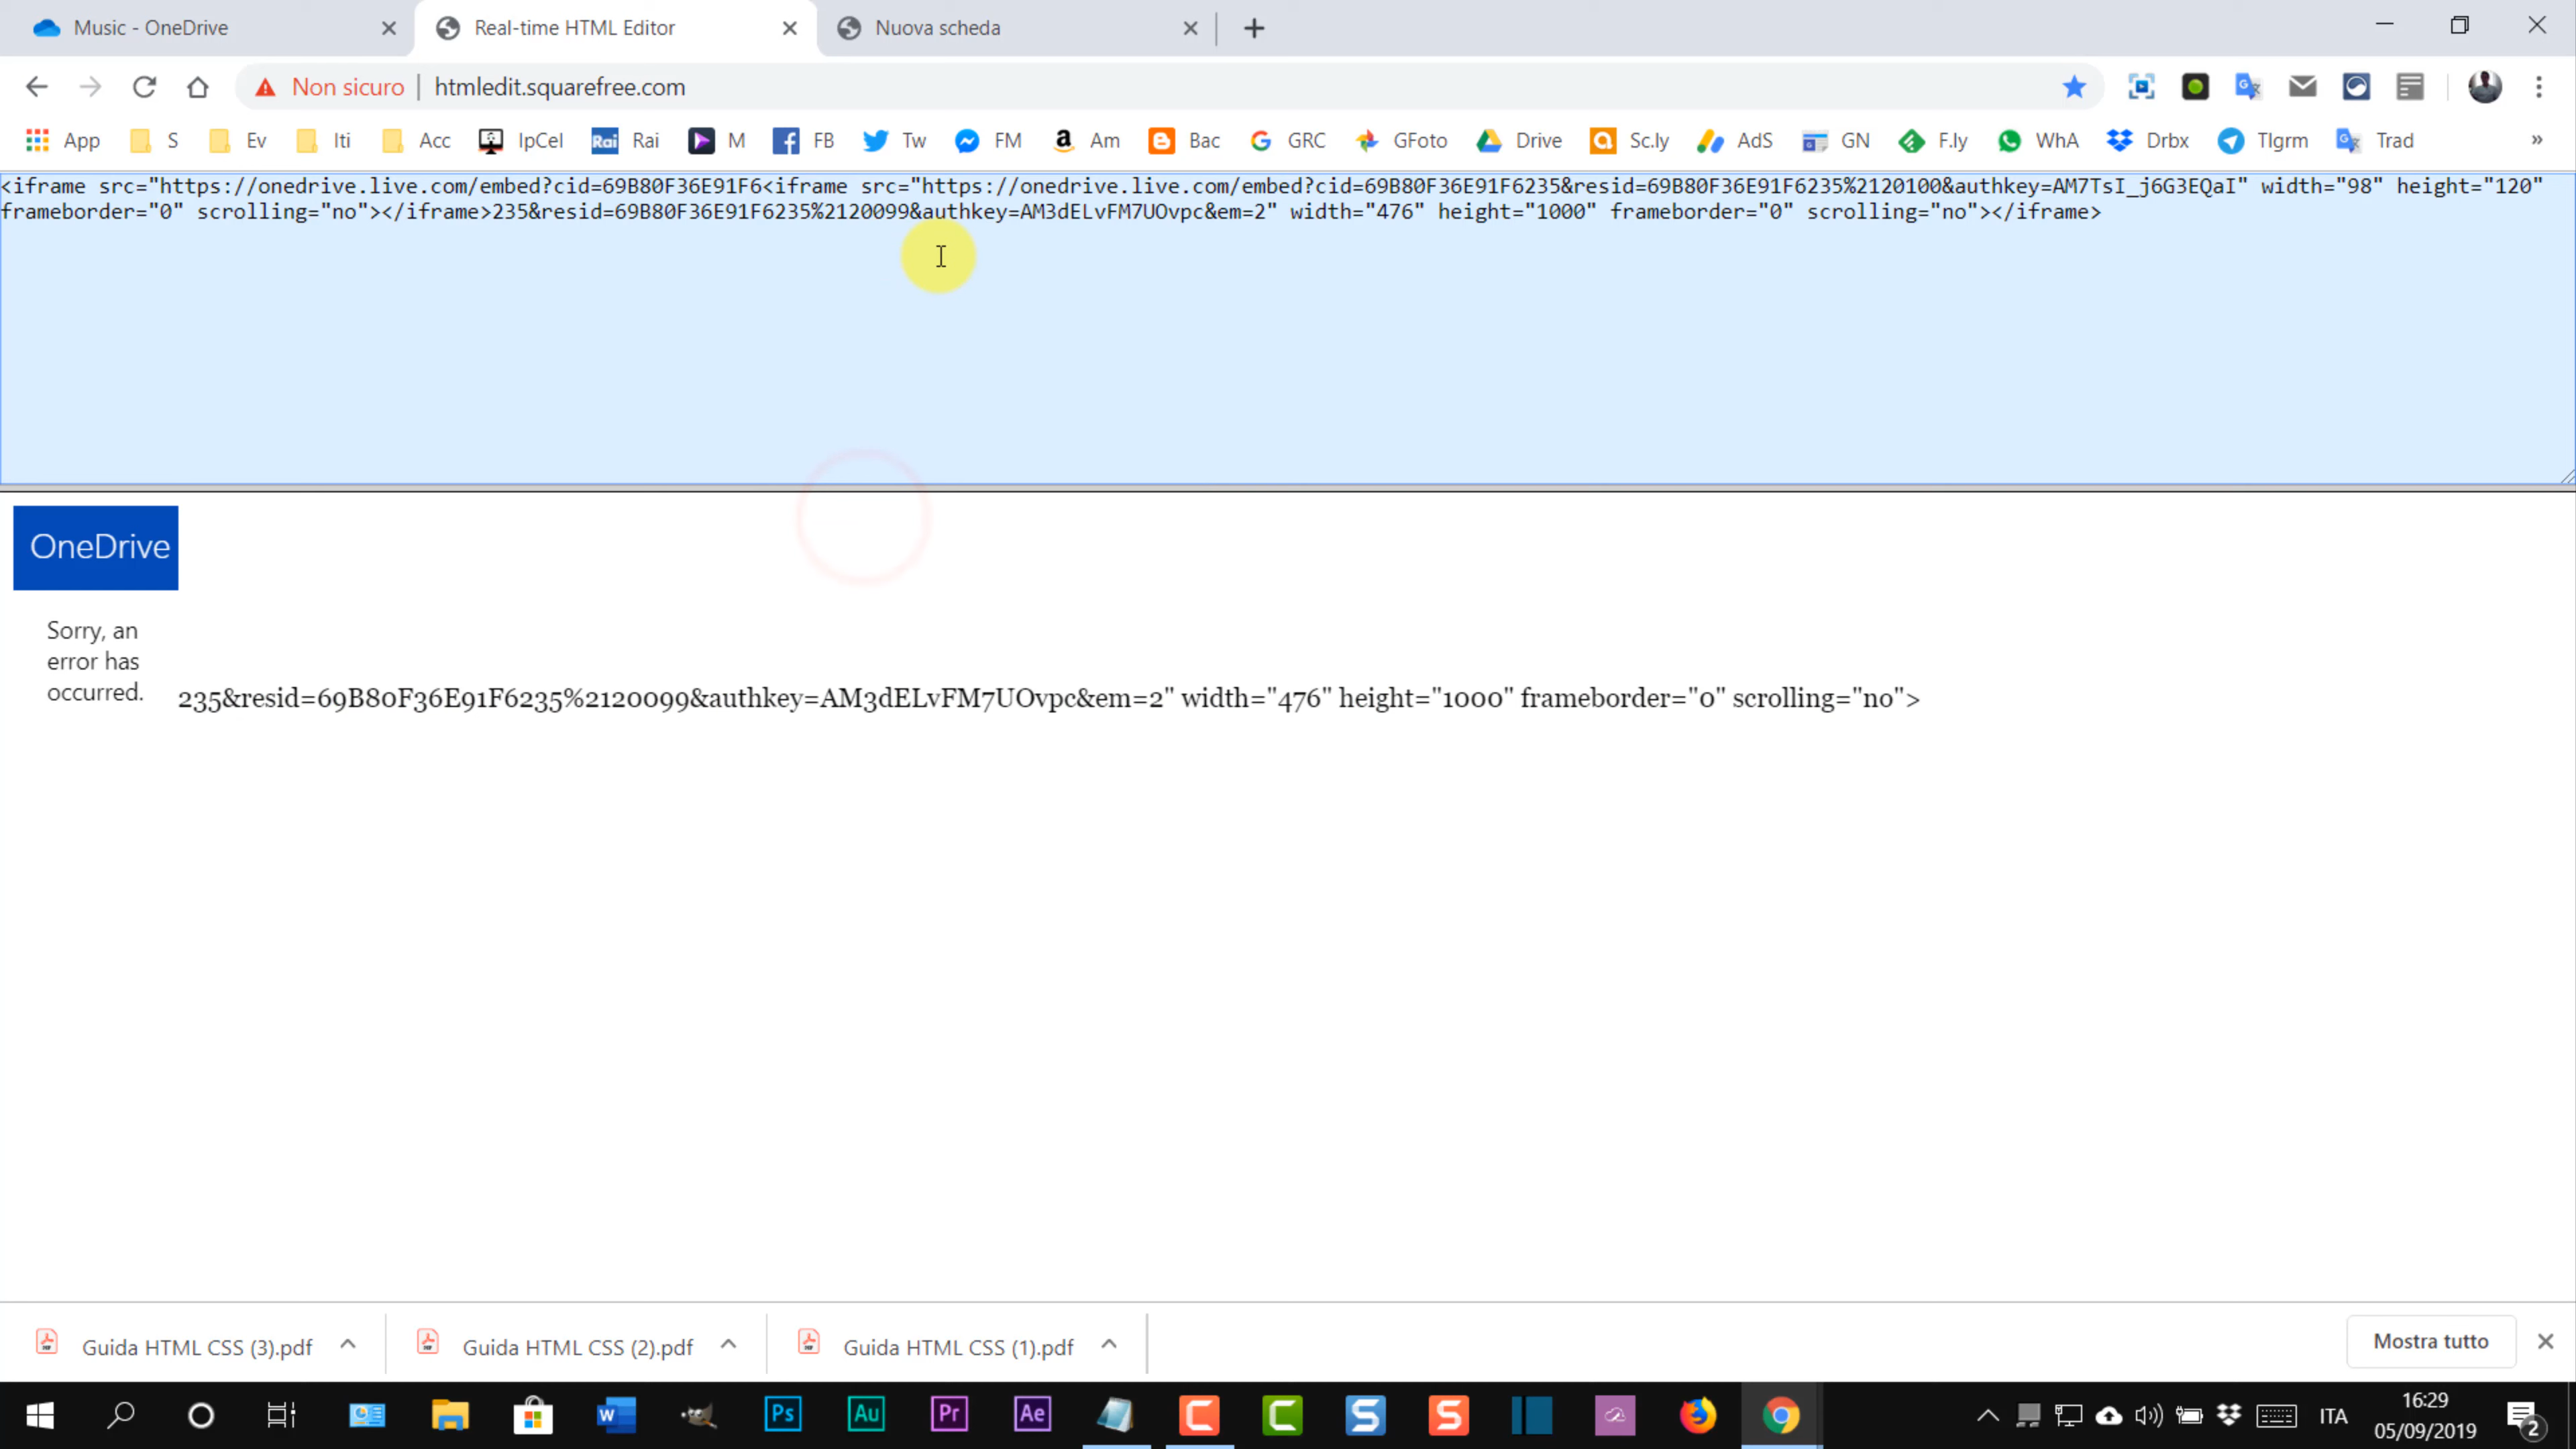 Music - OneDrive
Real-time HTML Editor
Nuova scheda
Non sicuro
htmledit.squarefree.com
App S Ev Iti Acc IpCel Rai Rai M FB Tw FM Am Bac GRC GFoto Drive Sc.ly AdS GN F.ly WhA Drbx Tlgrm Trad »
<iframe src="https://onedrive.live.com/embed?cid=69B80F36E91F6<iframe src="https://onedrive.live.com/embed?cid=69B80F36E91F6235&resid=69B80F36E91F6235%2120100&authkey=AM7TsI_j6G3EQaI" width="98" height="120"
frameborder="0" scrolling="no"></iframe>235&resid=69B80F36E91F6235%2120099&authkey=AM3dELvFM7UOvpc&em=2" width="476" height="1000" frameborder="0" scrolling="no"></iframe>
OneDrive
Sorry, an
error has
occurred.
235&resid=69B80F36E91F6235%2120099&authkey=AM3dELvFM7UOvpc&em=2" width="476" height="1000" frameborder="0" scrolling="no">
Guida HTML CSS (3).pdf
Guida HTML CSS (2).pdf
Guida HTML CSS (1).pdf
Mostra tutto
Ps Au Pr Ae
ITA
16:29
05/09/2019
2